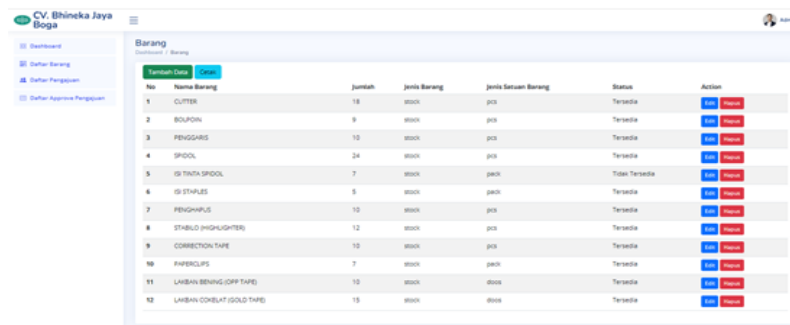 CV. Bhineka Jaya
Boga
Dashboard
Daftar Barang
Daftar Pengajuan
Daftar Approve Pengajuan
Barang
Dashboard / Barang
Tambah Data Cetak
No Nama Barang Jumlah Jenis Barang Jenis Satuan Barang Status Action
1 CUTTER 18 stock pcs Tersedia Edit Hapus
2 BOLPOIN 9 stock pcs Tersedia Edit Hapus
3 PENGGARIS 10 stock pcs Tersedia Edit Hapus
4 SPIDOL 24 stock pcs Tersedia Edit Hapus
5 ISI TINTA SPIDOL 7 stock pack Tidak Tersedia Edit Hapus
6 ISI STAPLES 5 stock pack Tersedia Edit Hapus
7 PENGHAPUS 10 stock pcs Tersedia Edit Hapus
8 STABILO (HIGHLIGHTER) 12 stock pcs Tersedia Edit Hapus
9 CORRECTION TAPE 10 stock pcs Tersedia Edit Hapus
10 PAPERCLIPS 7 stock pack Tersedia Edit Hapus
11 LAKBAN BENING (OPP TAPE) 10 stock doos Tersedia Edit Hapus
12 LAKBAN COKELAT (GOLD TAPE) 15 stock doos Tersedia Edit Hapus